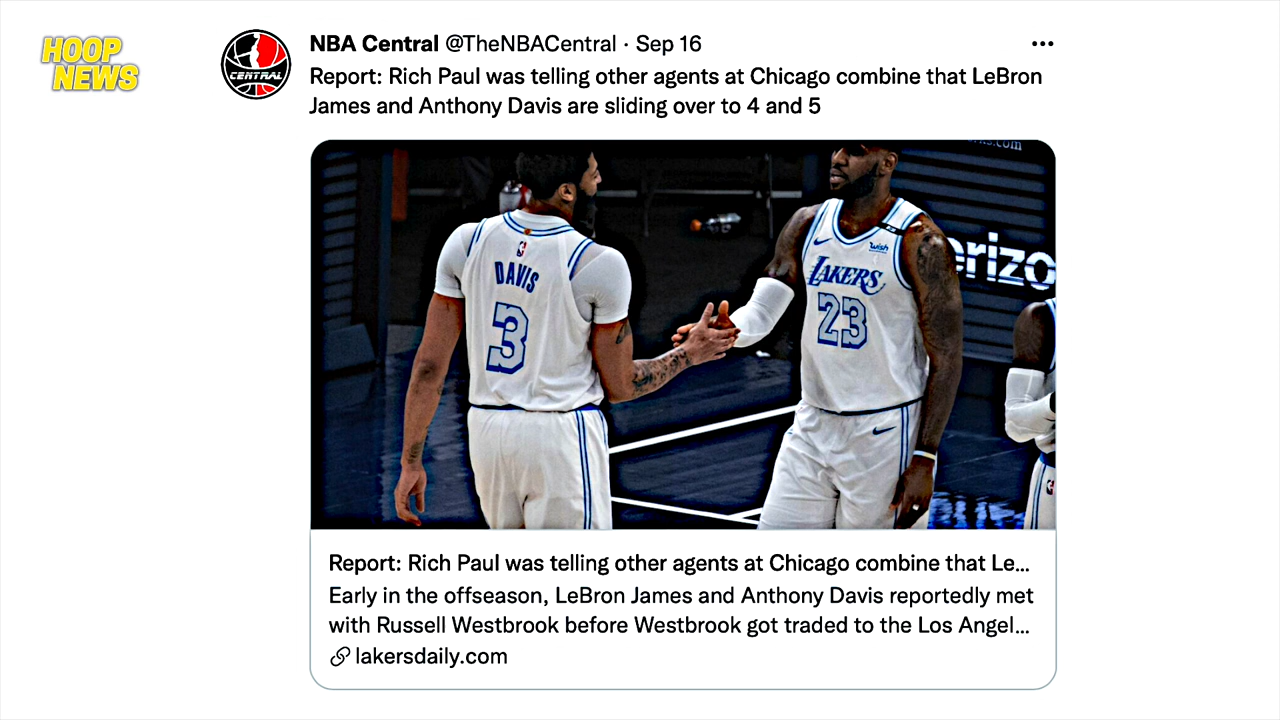 HOOP
NEWS
CENTRAL
NBA Central @TheNBACentral · Sep 16
Report: Rich Paul was telling other agents at Chicago combine that LeBron
James and Anthony Davis are sliding over to 4 and 5
DAVIS
3
wish
LAKERS
23
erizo
Report: Rich Paul was telling other agents at Chicago combine that Le...
Early in the offseason, LeBron James and Anthony Davis reportedly met
with Russell Westbrook before Westbrook got traded to the Los Angel...
lakersdaily.com